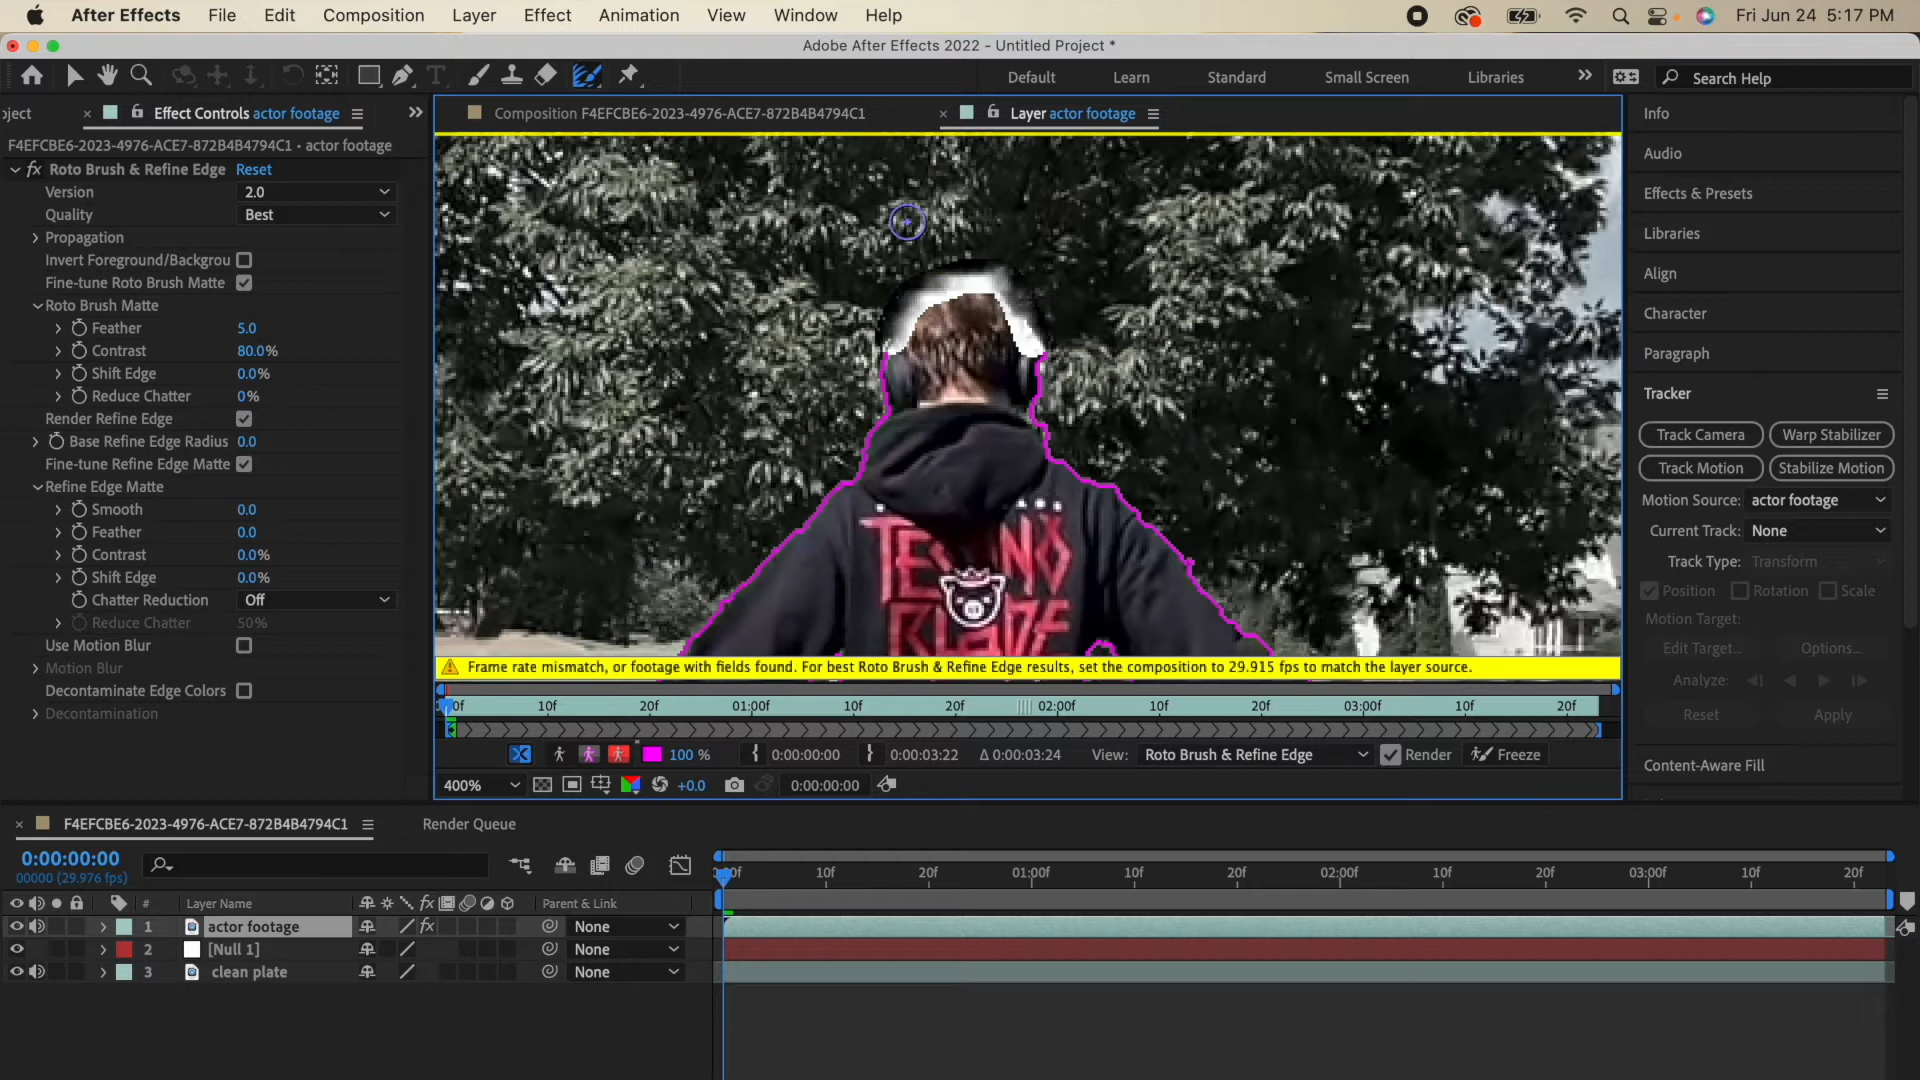 After Effects File Edit Composition Layer Effect Animation View Window Help Fri Jun 24 5:17 PM
Adobe After Effects 2022 - Untitled Project *
Default Learn Standard Small Screen Libraries Search Help
oject Effect Controls actor footage
Composition F4EFCBE6-2023-4976-ACE7-872B4B4794C1 Layer actor footage
F4EFCBE6-2023-4976-ACE7-872B4B4794C1 • actor footage
fx Roto Brush & Refine Edge Reset
Version 2.0
Quality Best
Propagation
Invert Foreground/Backgrou
Fine-tune Roto Brush Matte
Roto Brush Matte
Feather 5.0
Contrast 80.0%
Shift Edge 0.0%
Reduce Chatter 0%
Render Refine Edge
Base Refine Edge Radius 0.0
Fine-tune Refine Edge Matte
Refine Edge Matte
Smooth 0.0
Feather 0.0
Contrast 0.0%
Shift Edge 0.0%
Chatter Reduction Off
Reduce Chatter 50%
Use Motion Blur
Motion Blur
Decontaminate Edge Colors
Decontamination
TECHNO
BLADE
Frame rate mismatch, or footage with fields found. For best Roto Brush & Refine Edge results, set the composition to 29.915 fps to match the layer source.
00f 10f 20f 01:00f 10f 20f 02:00f 10f 20f 03:00f 10f 20f
100 % 0:00:00:00 0:00:03:22 Δ 0:00:03:24 View: Roto Brush & Refine Edge Render Freeze
400% +0.0 0:00:00:00
Info
Audio
Effects & Presets
Libraries
Align
Character
Paragraph
Tracker
Track Camera Warp Stabilizer
Track Motion Stabilize Motion
Motion Source: actor footage
Current Track: None
Track Type: Transform
Position Rotation Scale
Motion Target:
Edit Target... Options...
Analyze:
Reset Apply
Content-Aware Fill
F4EFCBE6-2023-4976-ACE7-872B4B4794C1 Render Queue
0:00:00:00
00000 (29.976 fps)
00f 10f 20f 01:00f 10f 20f 02:00f 10f 20f 03:00f 10f 20f
# Layer Name fx Parent & Link
1 actor footage fx None
2 [Null 1] None
3 clean plate None